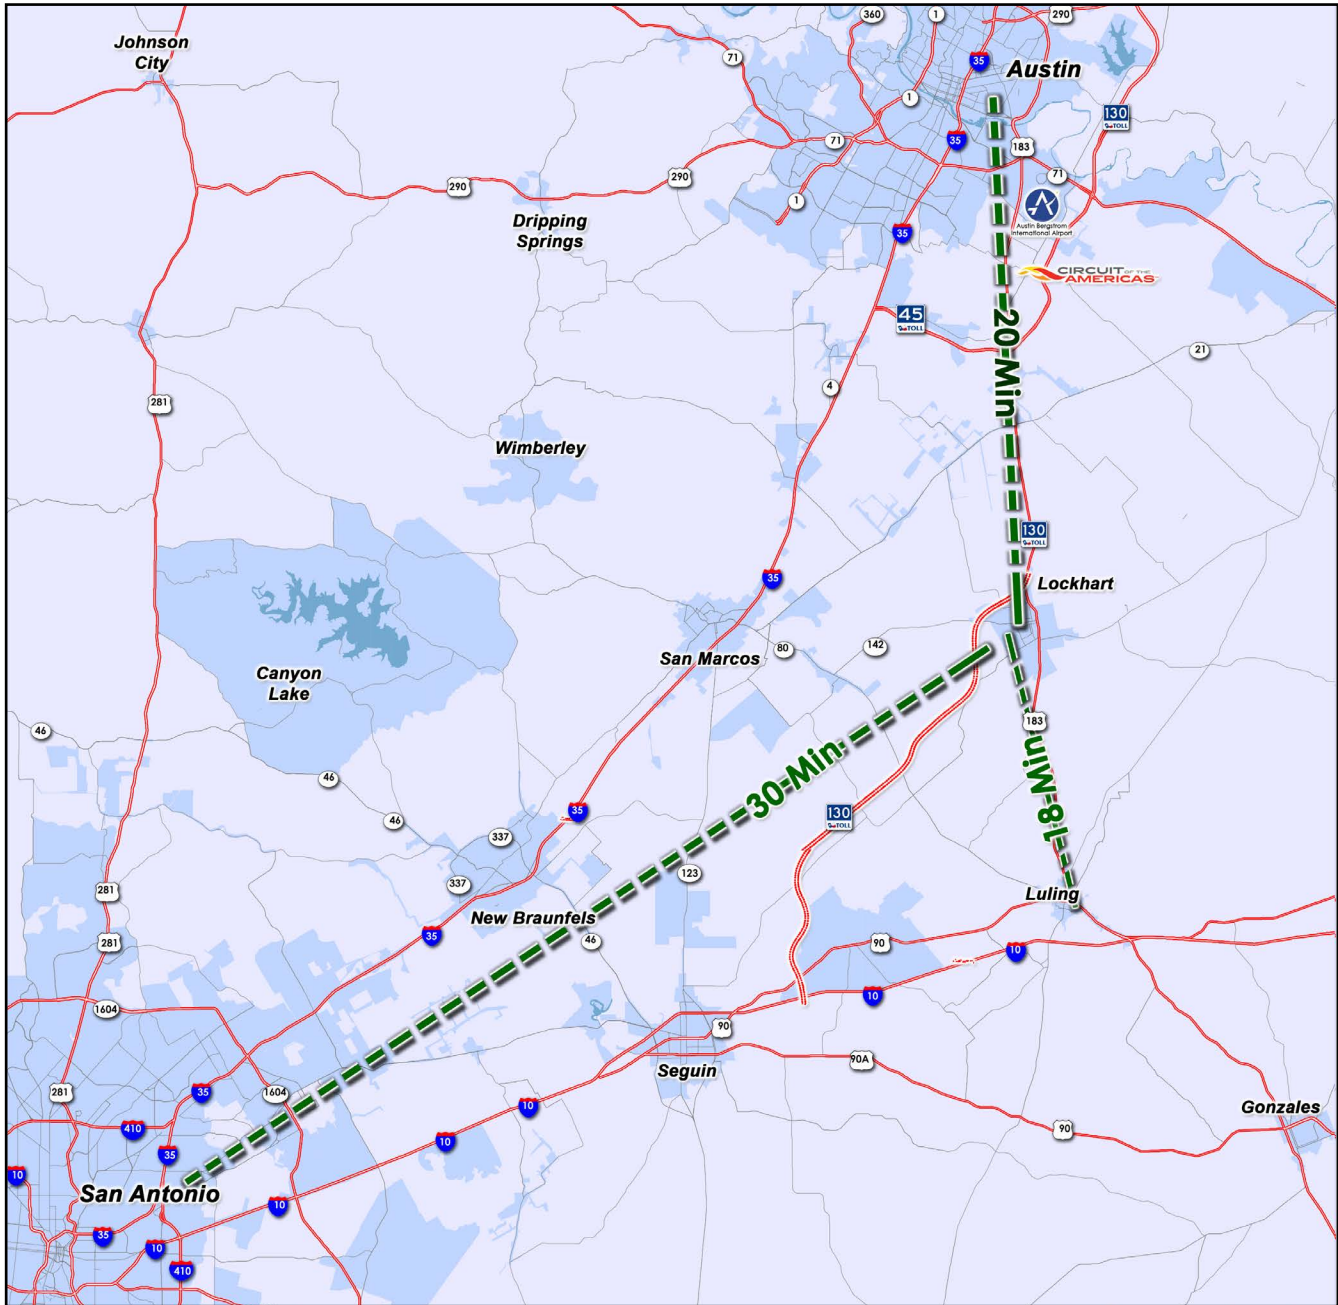 360
1
290
Johnson
City
71
35
Austin
1
130
TOLL
71
35
183
290
290
71
1
Austin Bergstrom
International Airport
Dripping
Springs
35
CIRCUIT OF THE
AMERICAS
45
TOLL
20 Min
21
4
281
Wimberley
130
TOLL
35
Lockhart
San Marcos
80
142
Canyon
Lake
46
183
46
30 Min
18 Min
35
130
TOLL
46
337
337
123
281
Luling
New Braunfels
35
46
281
90
10
10
1604
90
90A
Seguin
281
35
1604
10
Gonzales
410
10
90
35
10
San Antonio
10
35
10
410